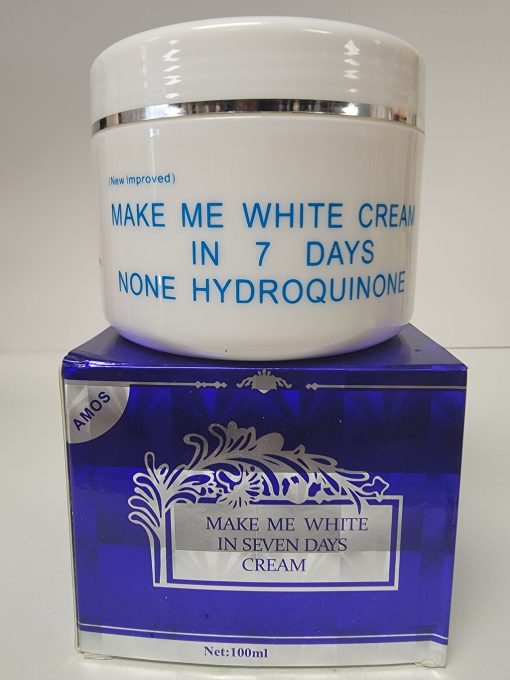 (New Improved)
MAKE ME WHITE CREAM
IN 7 DAYS
NONE HYDROQUINONE
AMOS
MAKE ME WHITE
IN SEVEN DAYS
CREAM
Net:100ml